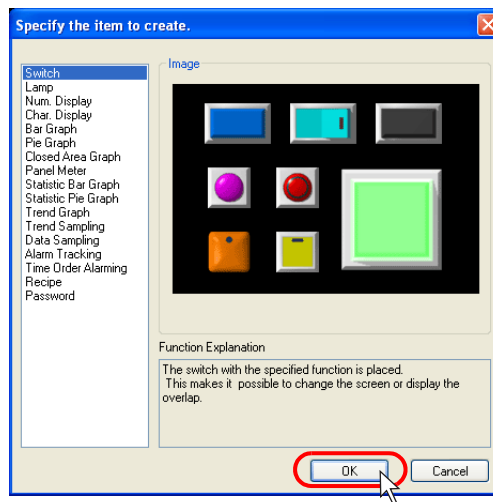 Specify the item to create.
Switch
Lamp
Num. Display
Char. Display
Bar Graph
Pie Graph
Closed Area Graph
Panel Meter
Statistic Bar Graph
Statistic Pie Graph
Trend Graph
Trend Sampling
Data Sampling
Alarm Tracking
Time Order Alarming
Recipe
Password
Image
Function Explanation
The switch with the specified function is placed.
This makes it possible to change the screen or display the
overlap.
OK
Cancel